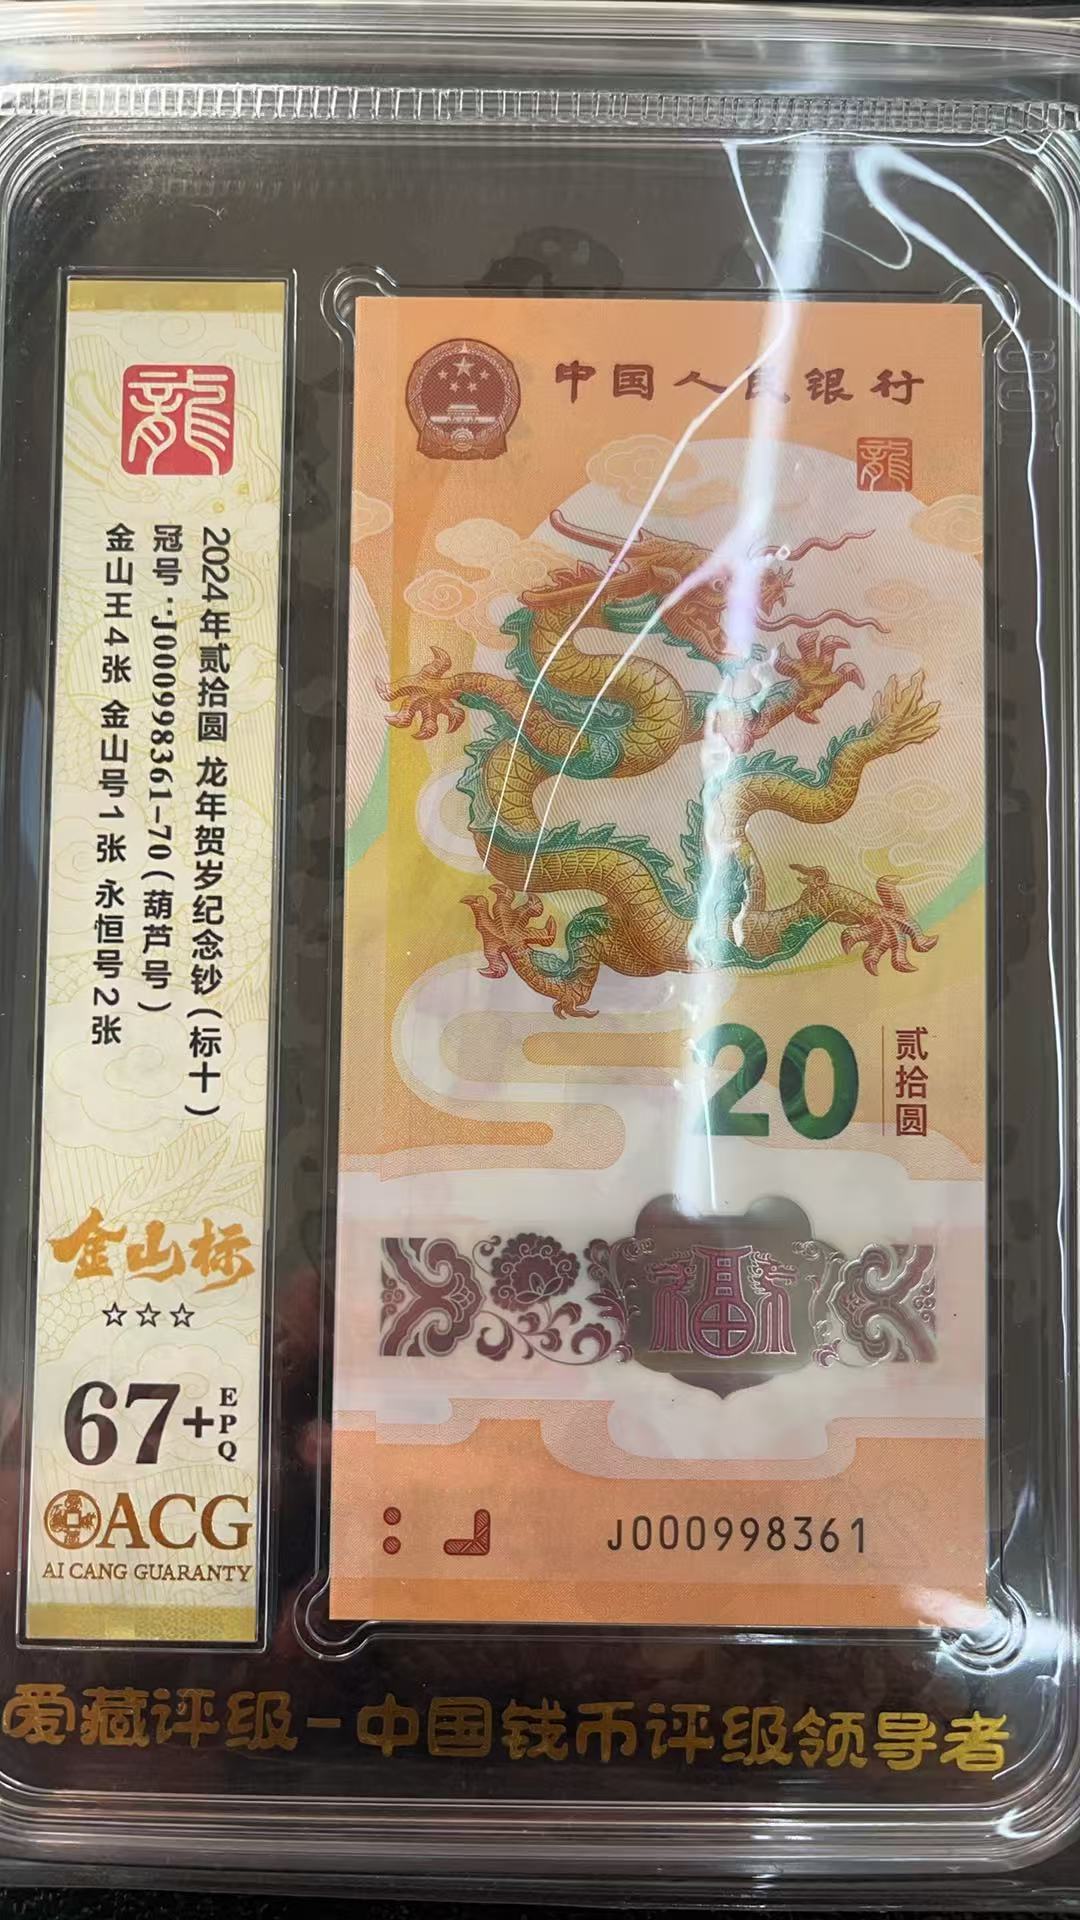 龍
2024年贰拾圆 龙年贺岁纪念钞(标十)
冠号:J000998361-70(葫芦号)
金山王4张 金山号1张 永恒号2张
金山标
☆☆☆
67+ EPQ
ACG
AI CANG GUARANTY
中国人民银行
龍
20 贰拾圆
福
J000998361
爱藏评级-中国钱币评级领导者